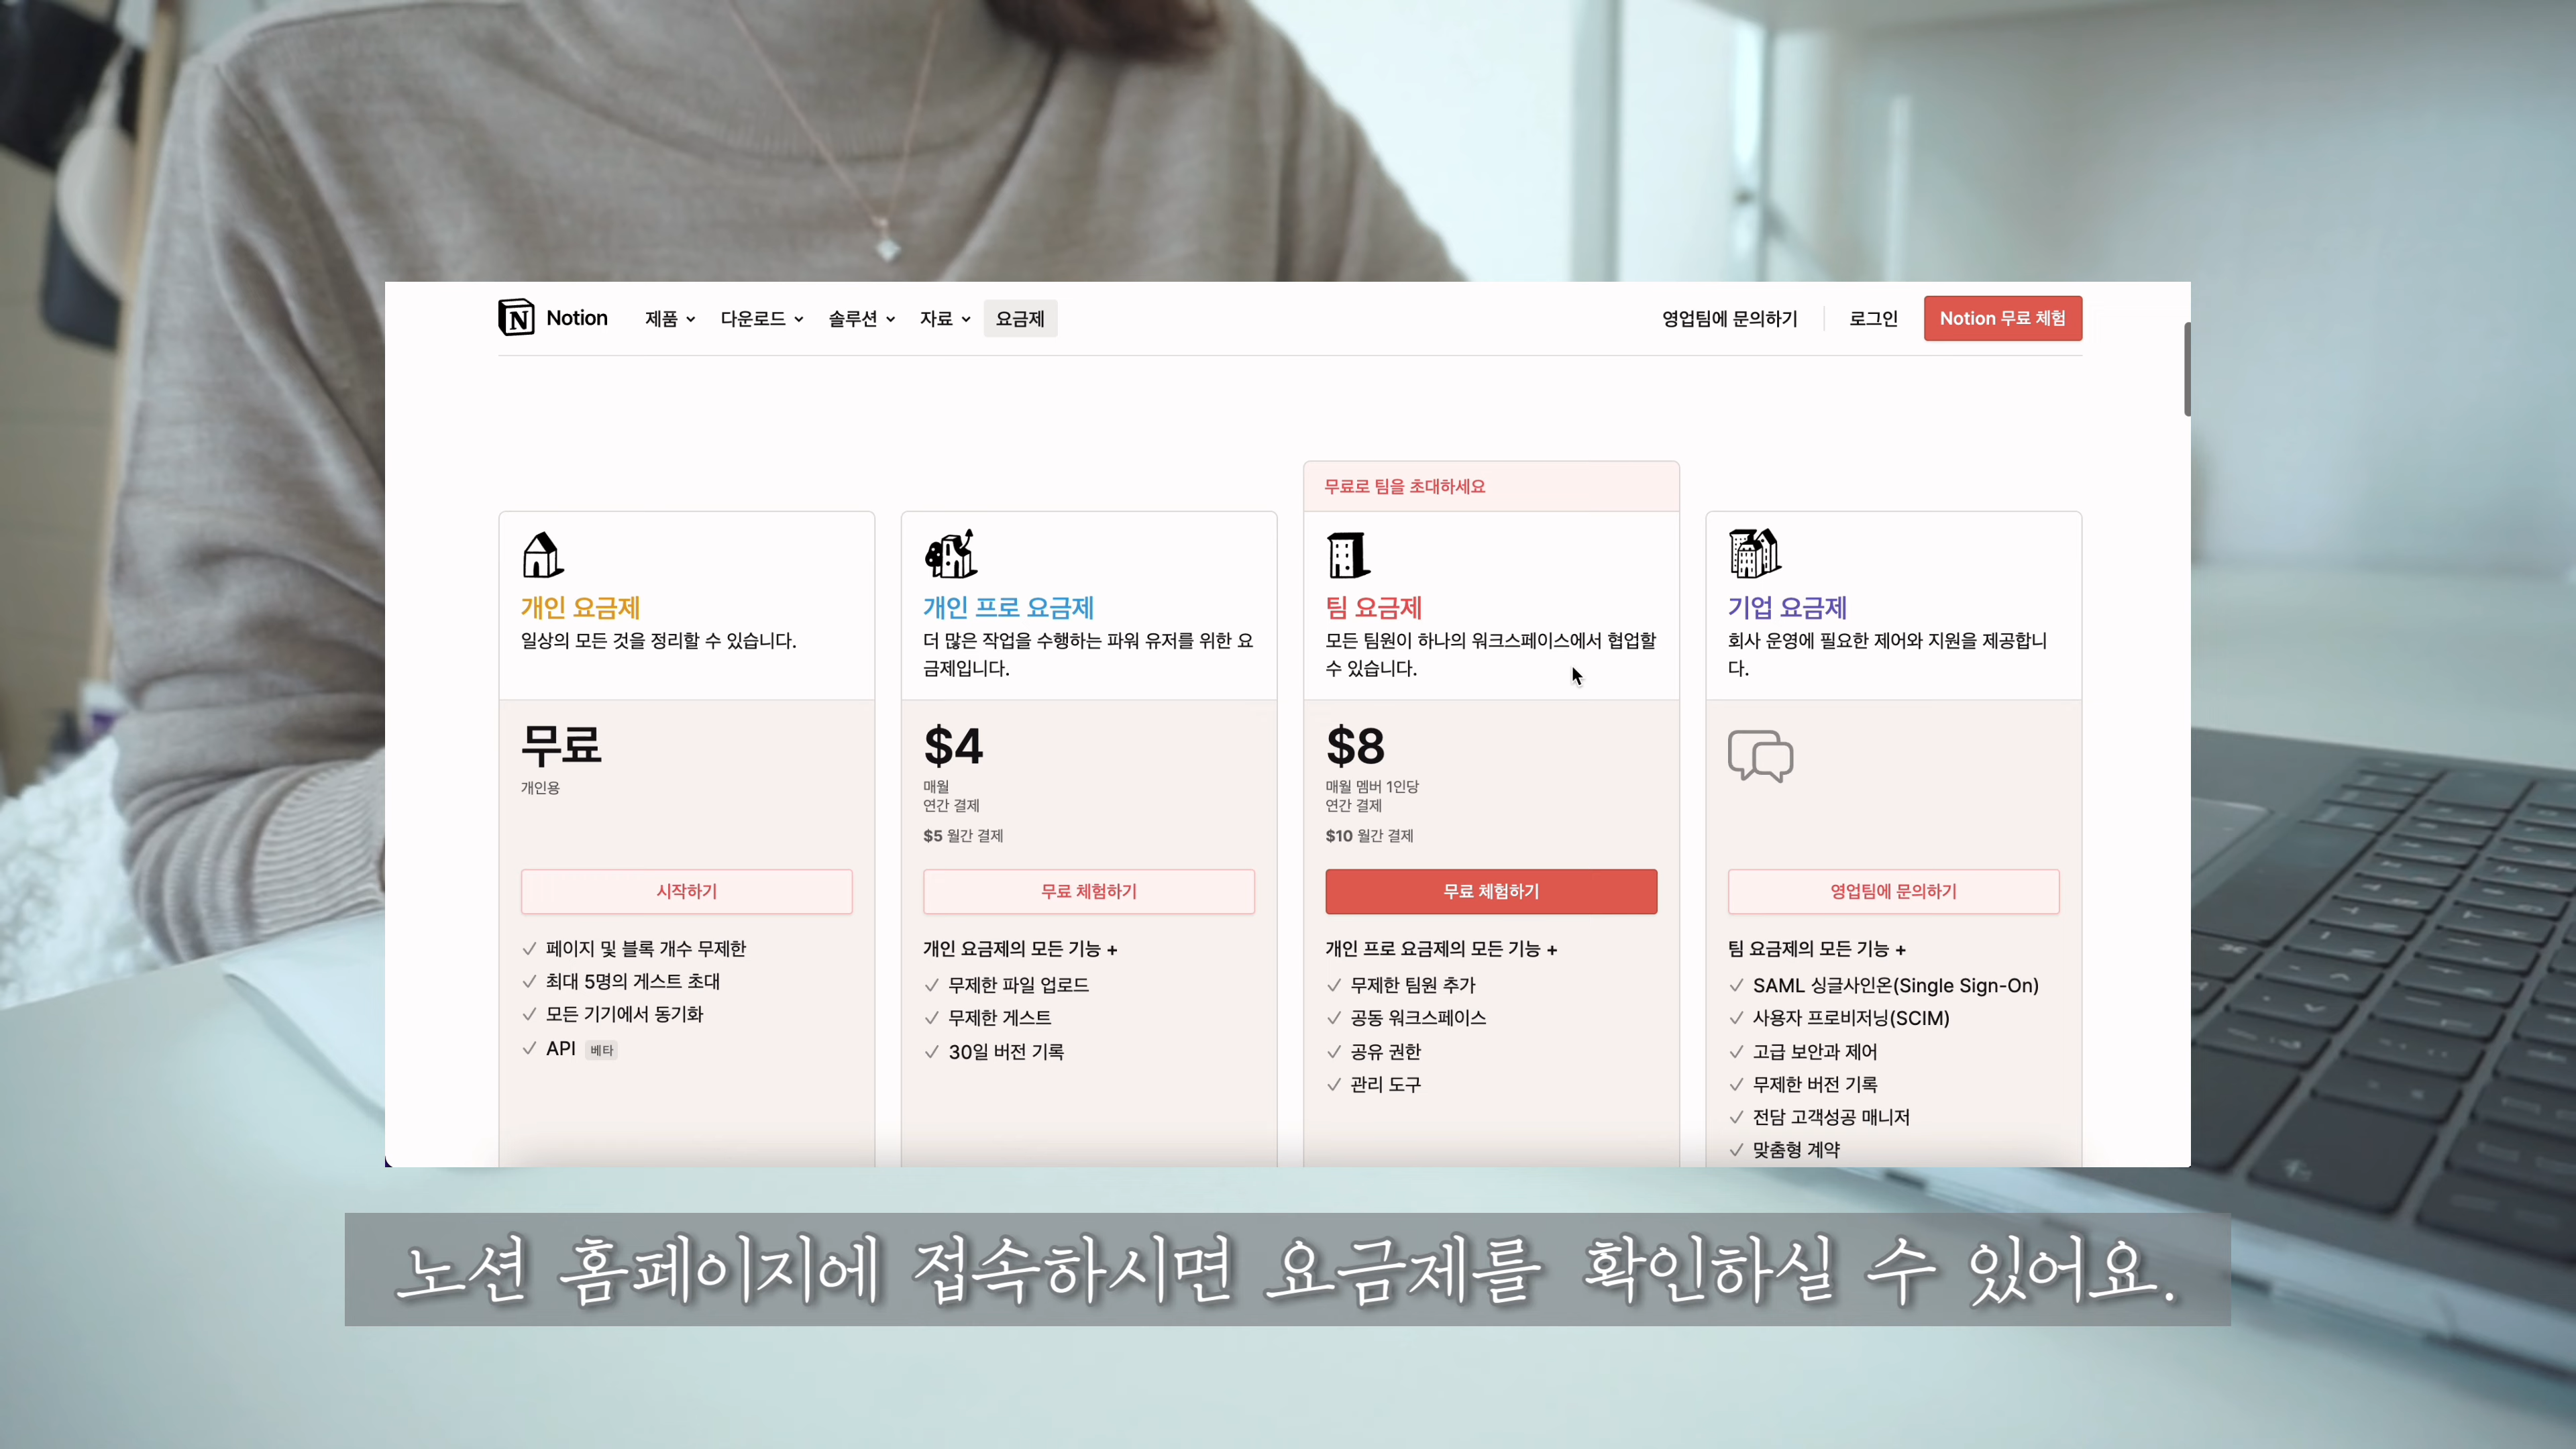 Notion 제품 다운로드 솔루션 자료 요금제 영업팀에 문의하기 로그인 Notion 무료 체험
무료로 팀을 초대하세요
개인 요금제
일상의 모든 것을 정리할 수 있습니다.
무료
개인용
시작하기
페이지 및 블록 개수 무제한
최대 5명의 게스트 초대
모든 기기에서 동기화
API 베타
개인 프로 요금제
더 많은 작업을 수행하는 파워 유저를 위한 요
금제입니다.
$4
매월
연간 결제
$5 월간 결제
무료 체험하기
개인 요금제의 모든 기능 +
무제한 파일 업로드
무제한 게스트
30일 버전 기록
팀 요금제
모든 팀원이 하나의 워크스페이스에서 협업할
수 있습니다.
$8
매월 멤버 1인당
연간 결제
$10 월간 결제
무료 체험하기
개인 프로 요금제의 모든 기능 +
무제한 팀원 추가
공동 워크스페이스
공유 권한
관리 도구
기업 요금제
회사 운영에 필요한 제어와 지원을 제공합니
다.
영업팀에 문의하기
팀 요금제의 모든 기능 +
SAML 싱글사인온(Single Sign-On)
사용자 프로비저닝(SCIM)
고급 보안과 제어
무제한 버전 기록
전담 고객성공 매니저
맞춤형 계약
노션 홈페이지에 접속하시면 요금제를 확인하실 수 있어요.